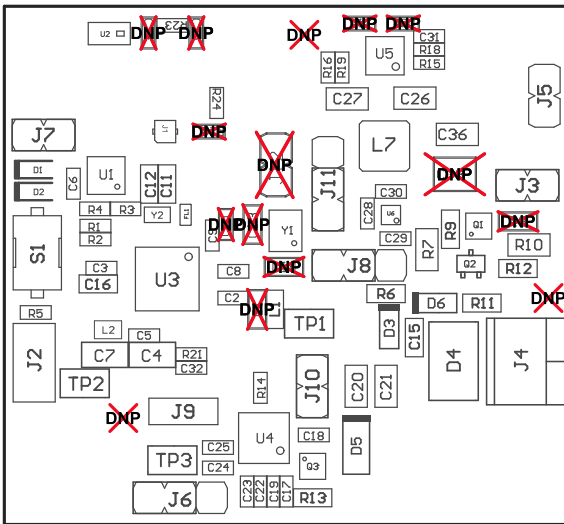 U2
DNP
R23
DNP
DNP
DNP
DNP
C31
R18
R15
U5
R16
R19
C27
C26
J5
R24
J7
J1
DNP
DNP
L7
C36
DNP
D1
D2
C6
U1
C12
C11
J11
C30
J3
R4
R3
Y2
FL1
C9
DNP
DNP
Y1
C28
U6
R9
Q1
DNP
R1
R2
S1
C29
R7
R10
C3
C16
U3
C8
DNP
J8
Q2
R12
R5
C2
DNP
L1
TP1
R6
D3
D6
R11
DNP
L2
C5
J2
C7
C4
R21
C32
C15
D4
J4
TP2
R14
J10
C20
C21
DNP
J9
U4
C18
D5
TP3
C25
C24
Q3
J6
C23
C22
C19
C17
R13